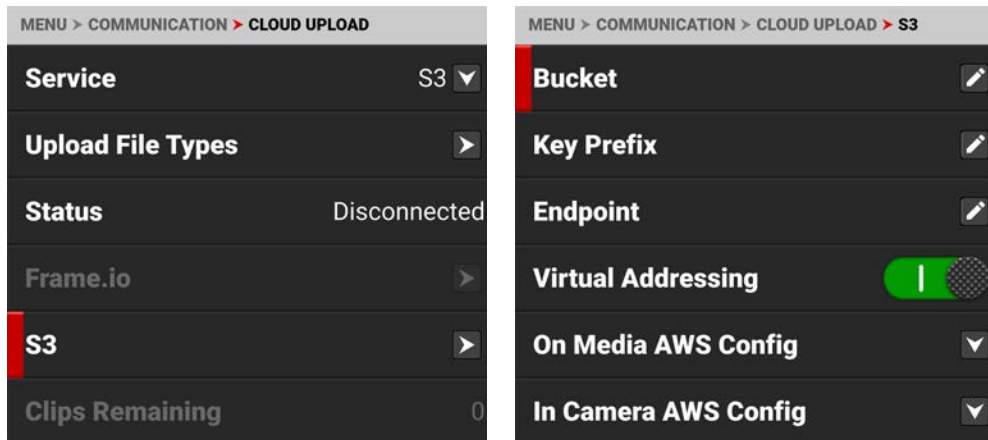 MENU > COMMUNICATION > CLOUD UPLOAD
Service S3
Upload File Types
Status Disconnected
Frame.io
S3
Clips Remaining 0
MENU > COMMUNICATION > CLOUD UPLOAD > S3
Bucket
Key Prefix
Endpoint
Virtual Addressing
On Media AWS Config
In Camera AWS Config